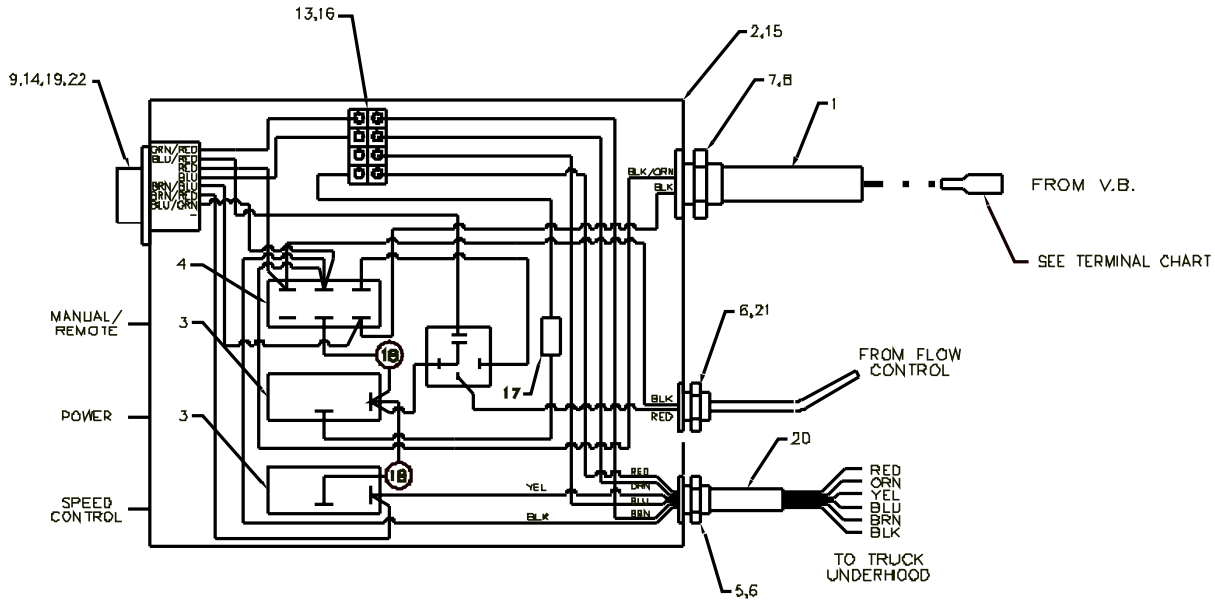 13,16
2,15
9,14,19,22
7,8
1
GRN/RED
BLU/RED
RED
BLU
BRN/BLU
BRN/RED
BLU/ORN
BLK/ORN
BLK
FROM V.B.
SEE TERMINAL CHART
4
MANUAL/
REMOTE
3
18
17
6,21
FROM FLOW
CONTROL
BLK
RED
POWER
3
18
20
SPEED
CONTROL
YEL
BLK
RED
ORN
BLU
BRN
RED
ORN
YEL
BLU
BRN
BLK
TO TRUCK
UNDERHOOD
5,6